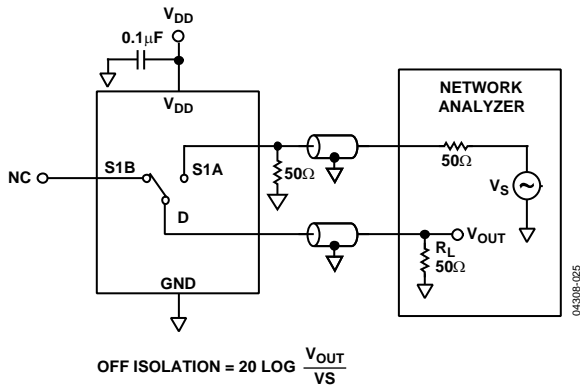 VDD
0.1µF
VDD
NETWORK
ANALYZER
S1B
S1A
NC
50Ω
50Ω
VS
D
VOUT
RL
50Ω
GND
04308-025
OFF ISOLATION = 20 LOG VOUT
VS